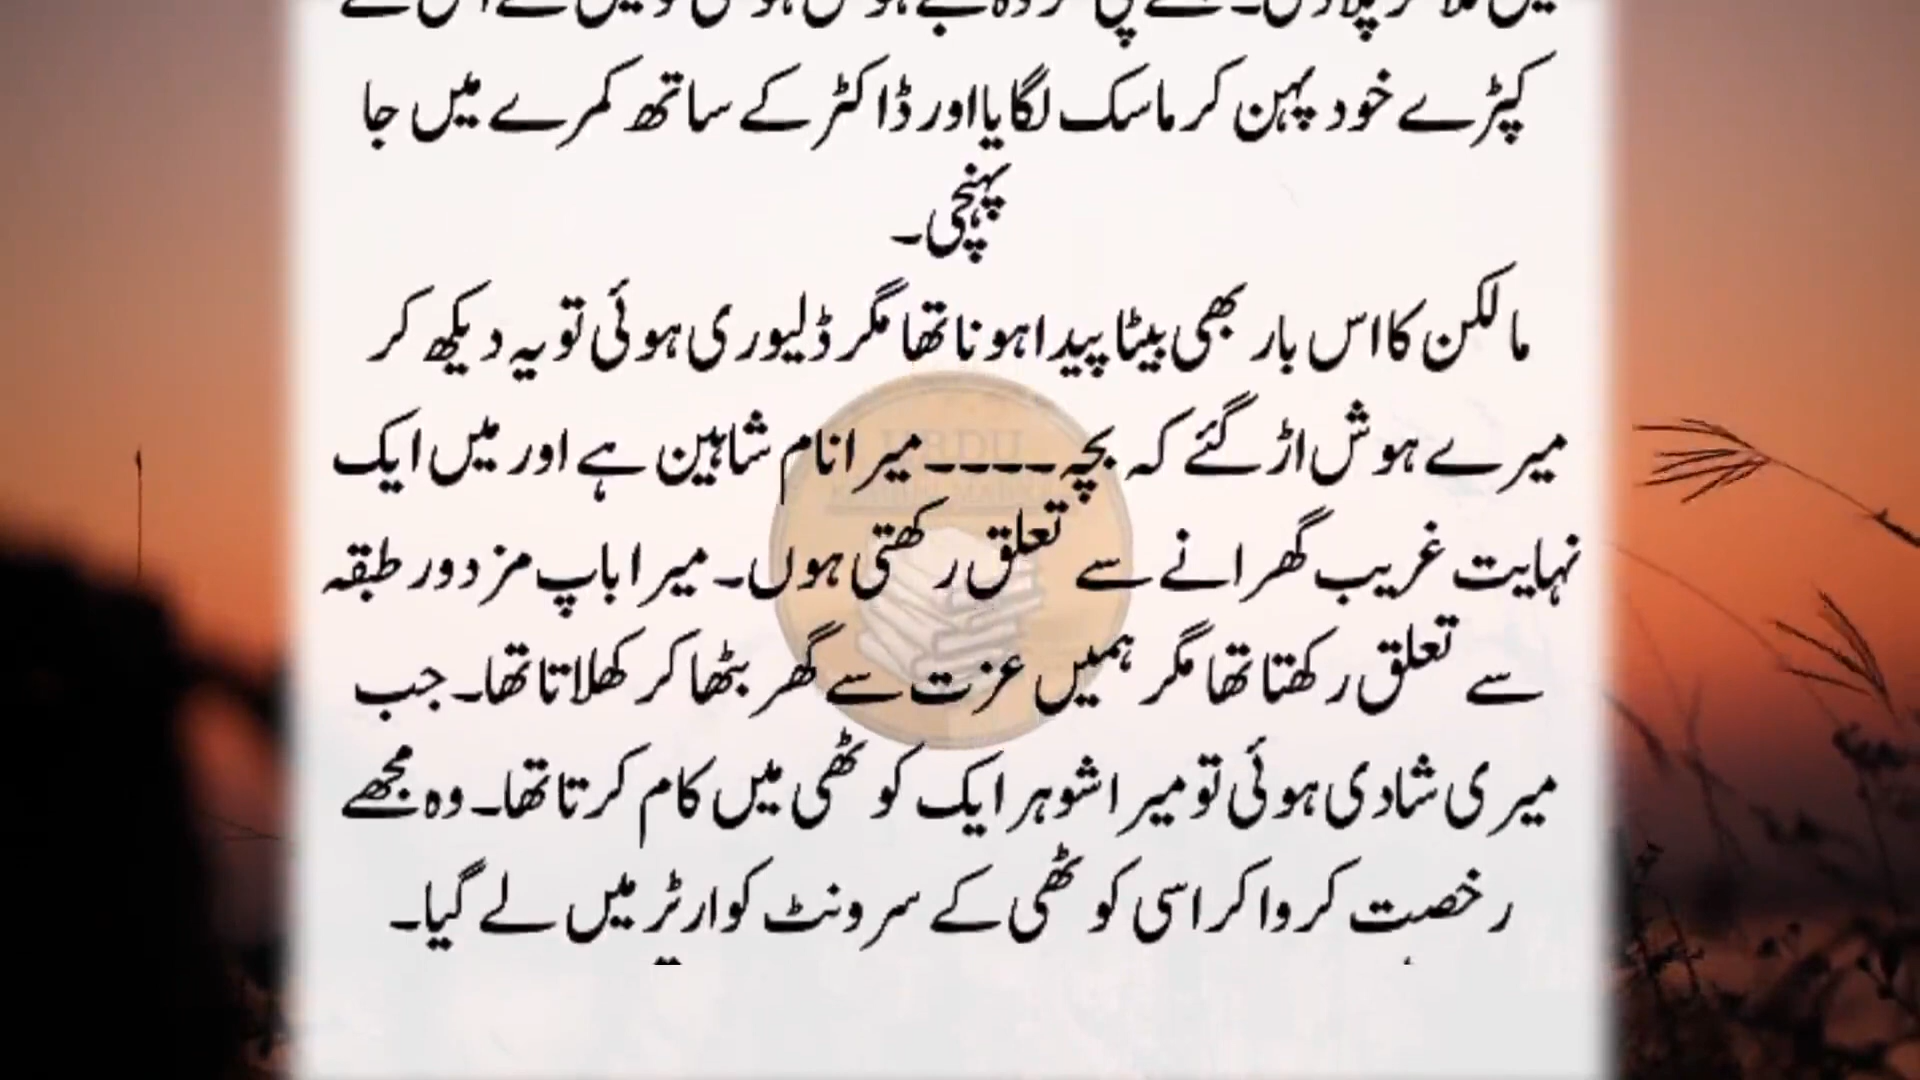 کپڑے خود پہن کر ماسک لگایا اور ڈاکٹر کے ساتھ کمرے میں جا
پہنچی۔
مالکن کا اس بار بھی بیٹا پیدا ہونا تھا مگر ڈلیوری ہوئی تو یہ دیکھ کر
میرے ہوش اڑ گئے کہ بچہ۔۔۔۔میرا نام شاہین ہے اور میں ایک
نہایت غریب گھرانے سے تعلق رکھتی ہوں۔ میرا باپ مزدور طبقہ
سے تعلق رکھتا تھا مگر ہمیں عزت سے گھر بٹھا کر کھلاتا تھا۔ جب
میری شادی ہوئی تو میرا شوہر ایک کوٹھی میں کام کرتا تھا۔ وہ مجھے
رخصت کروا کر اسی کوٹھی کے سرونٹ کوارٹر میں لے گیا۔
URDU